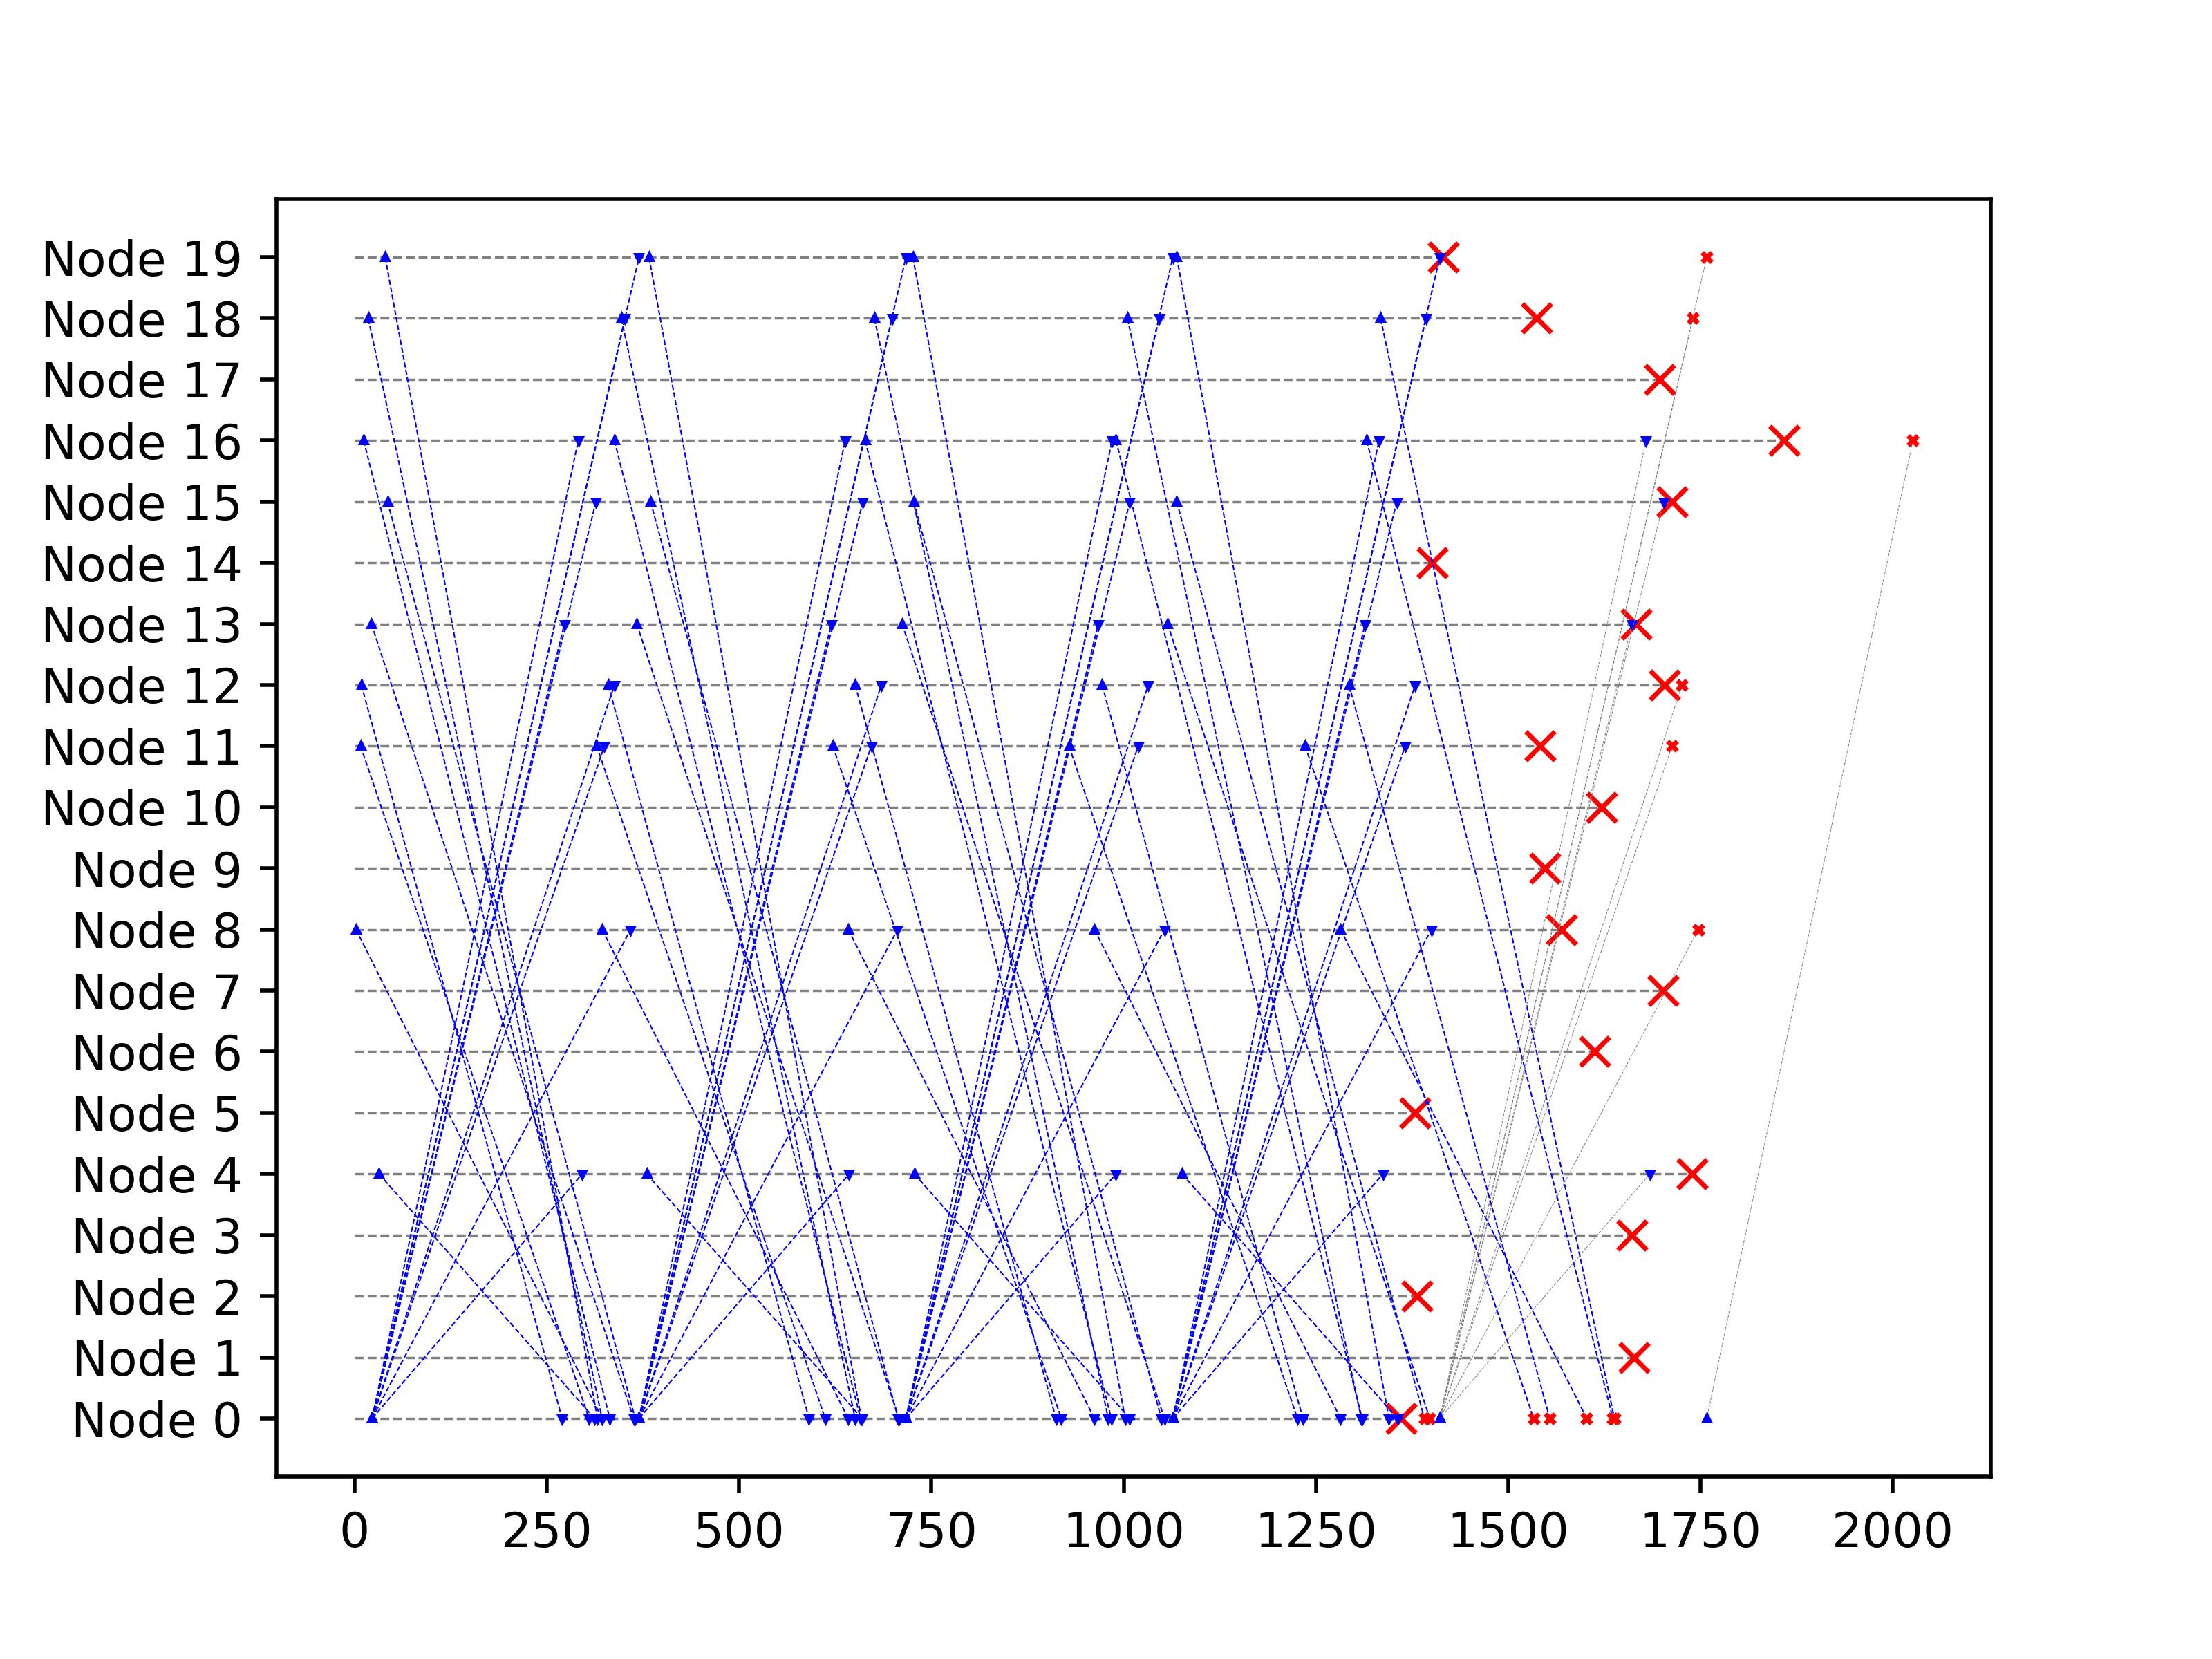 Node 19
Node 18
Node 17
Node 16
Node 15
Node 14
Node 13
Node 12
Node 11
Node 10
Node 9
Node 8
Node 7
Node 6
Node 5
Node 4
Node 3
Node 2
Node 1
Node 0
0 250 500 750 1000 1250 1500 1750 2000